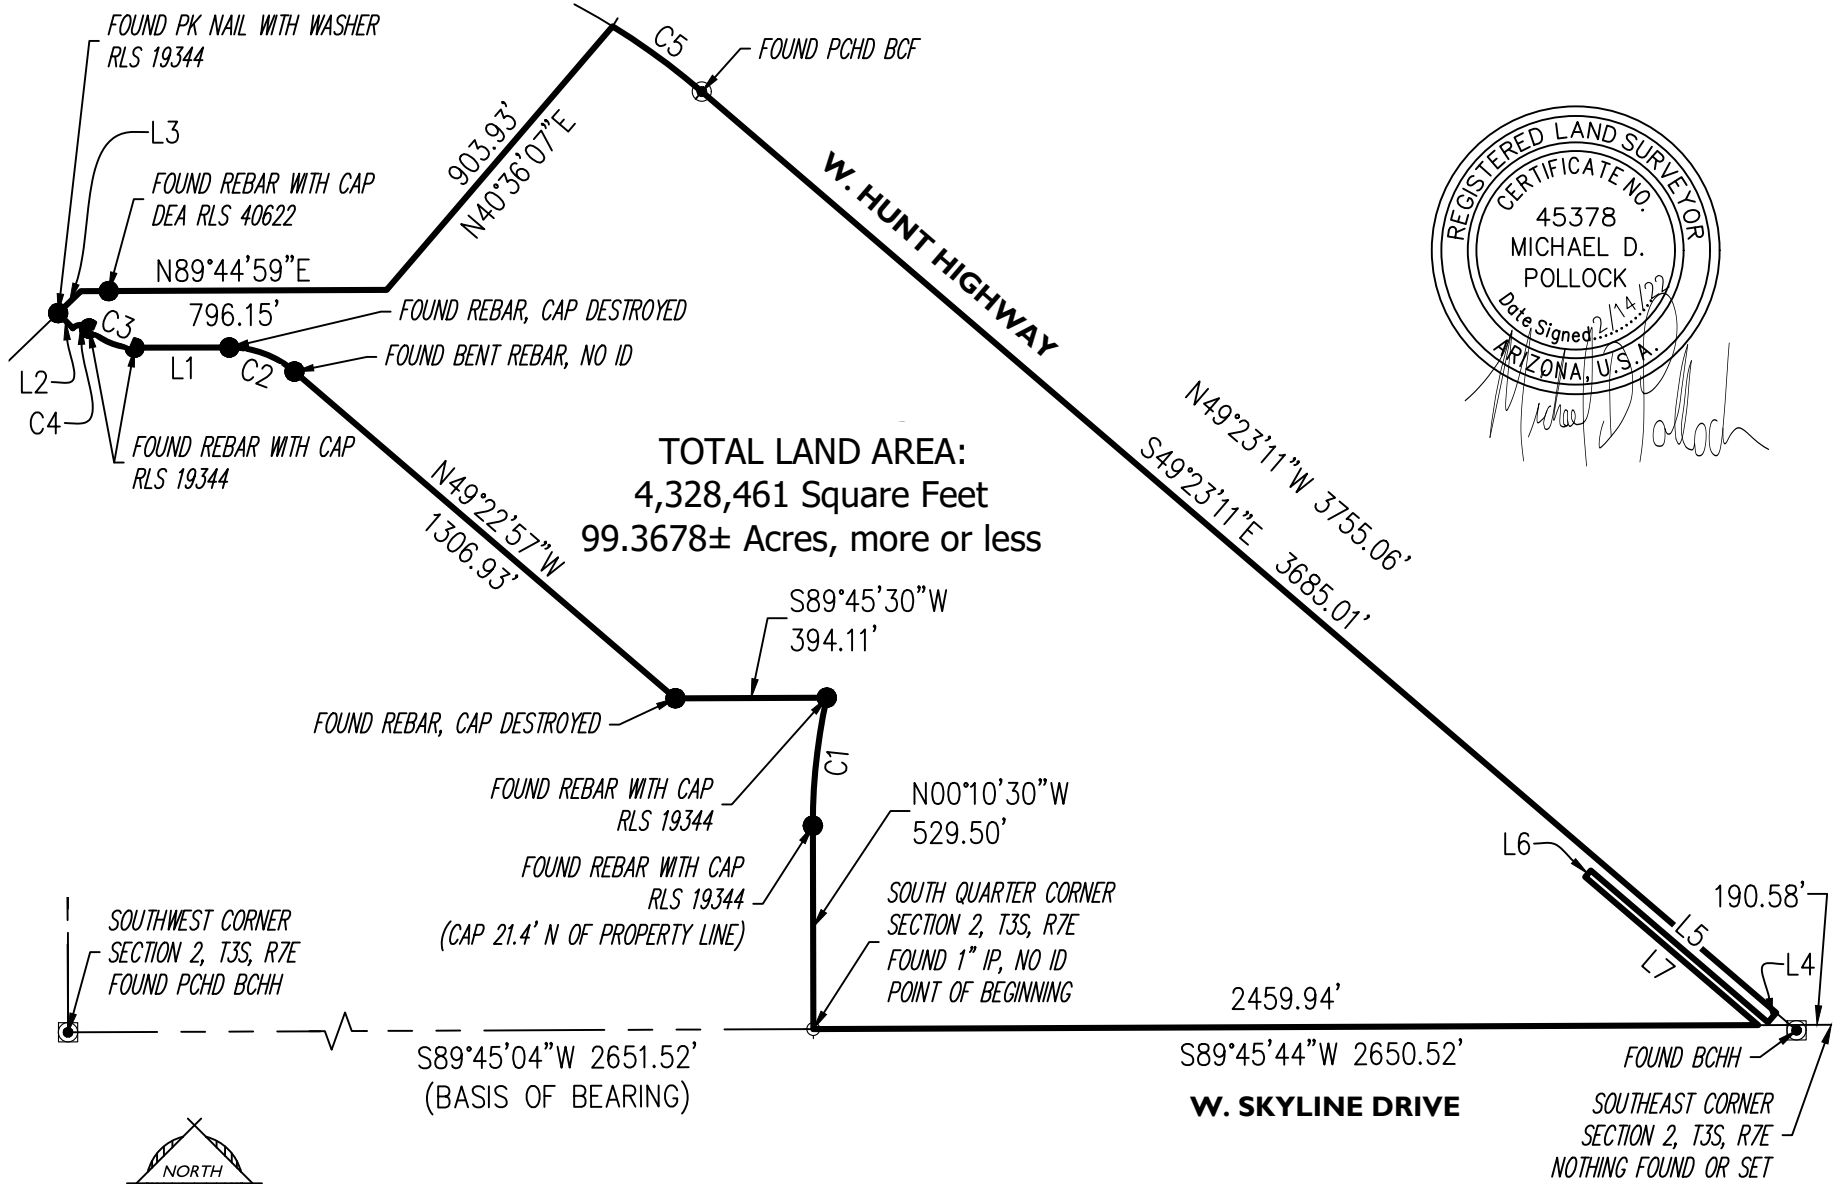 FOUND PK NAIL WITH WASHER
RLS 19344
L3
FOUND REBAR WITH CAP
DEA RLS 40622
C5
FOUND PCHD BCF
903.93'
N40°36'07"E
N89°44'59"E
796.15'
FOUND REBAR, CAP DESTROYED
FOUND BENT REBAR, NO ID
C3
L1
C2
L2
C4
FOUND REBAR WITH CAP
RLS 19344
W. HUNT HIGHWAY
REGISTERED LAND SURVEYOR
CERTIFICATE NO.
45378
MICHAEL D.
POLLOCK
12/14/22
Date Signed
ARIZONA, U.S.A.
Michael D Pollock
N49°23'11"W 3755.06'
S49°23'11"E 3685.01'
TOTAL LAND AREA:
4,328,461 Square Feet
99.3678± Acres, more or less
N49°22'57"W
1306.93'
S89°45'30"W
394.11'
FOUND REBAR, CAP DESTROYED
C1
FOUND REBAR WITH CAP
RLS 19344
N00°10'30"W
529.50'
FOUND REBAR WITH CAP
RLS 19344
(CAP 21.4' N OF PROPERTY LINE)
SOUTH QUARTER CORNER
SECTION 2, T3S, R7E
FOUND 1" IP, NO ID
POINT OF BEGINNING
L6
L5
L7
L4
190.58'
SOUTHWEST CORNER
SECTION 2, T3S, R7E
FOUND PCHD BCHH
2459.94'
S89°45'04"W 2651.52'
(BASIS OF BEARING)
S89°45'44"W 2650.52'
W. SKYLINE DRIVE
FOUND BCHH
SOUTHEAST CORNER
SECTION 2, T3S, R7E
NOTHING FOUND OR SET
NORTH